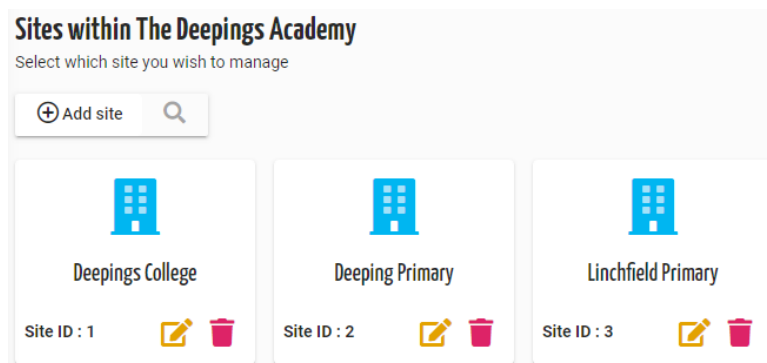 Sites within The Deepings Academy
Select which site you wish to manage
Add site
Deepings College
Deeping Primary
Linchfield Primary
Site ID : 1
Site ID : 2
Site ID : 3